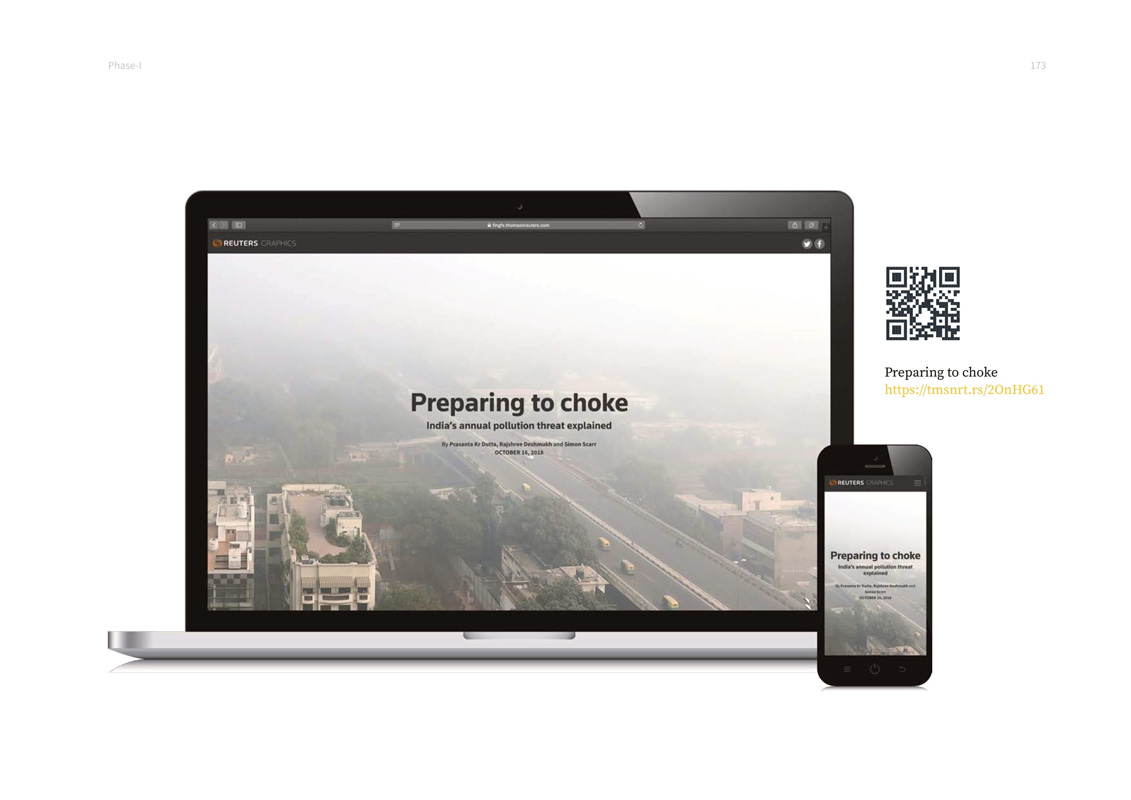 Phase-I
173
fingfx.thomsonreuters.com
REUTERS GRAPHICS
Preparing to choke
India's annual pollution threat explained
By Prasanta Kr Dutta, Rajshree Deshmukh and Simon Scarr
OCTOBER 16, 2018
Preparing to choke
https://tmsnrt.rs/2OnHG61
REUTERS GRAPHICS
Preparing to choke
India's annual pollution threat
explained
By Prasanta Kr Dutta, Rajshree Deshmukh and
Simon Scarr
OCTOBER 16, 2018